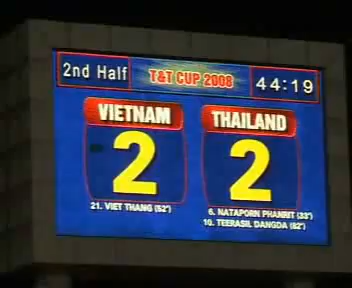 2nd Half T&T CUP 2008 44:19
VIETNAM THAILAND
2 2
21. VIET THANG (52') 6. NATAPORN PHANRIT (33')
10. TEERASIL DANGDA (82')